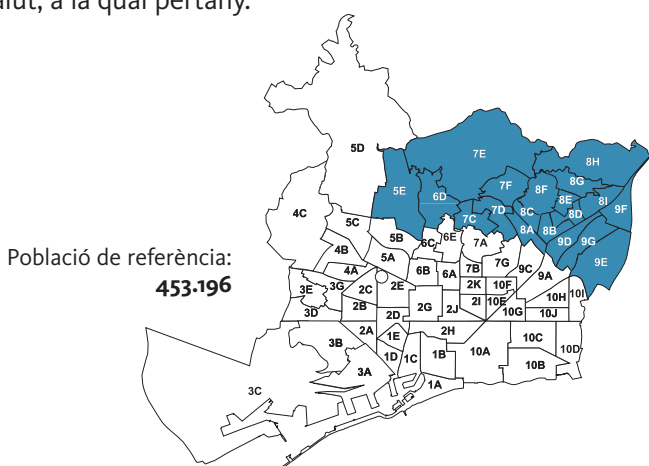 alut, a la qual pertany.
5D
7E
8H
5E
6D
7F
8F
8G
8E
8I
4C
5C
7C
7D
8C
8D
9F
5B
6C
6E
7A
8A
8B
9D
9G
4B
5A
Població de referència:
453.196
4A
6B
6A
7B
7G
9C
9A
9E
3E
3G
2C
2E
2K
10F
10H
10I
3D
2B
2D
2G
2J
2I
10E
10G
10J
2A
1E
2H
3B
1D
1C
1B
10A
10C
10D
3A
10B
3C
1A